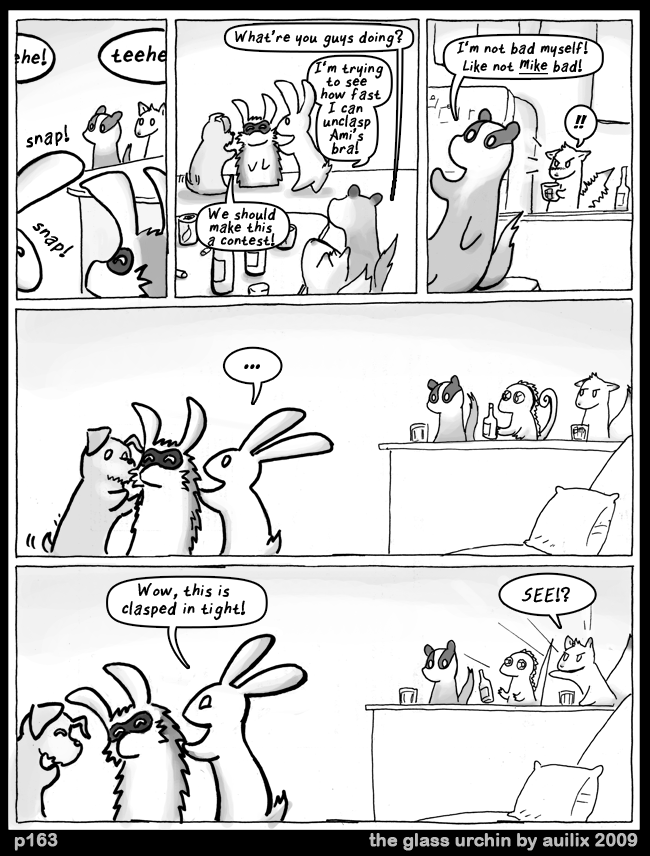 ehe!
teehe
snap!
snap!
What're you guys doing?
I'm trying
to see
how fast
I can
unclasp
Ami's
bra!
We should
make this
a contest!
I'm not bad myself!
Like not Mike bad!
!!
...
Wow, this is
clasped in tight!
SEE!?
p163
the glass urchin by auilix 2009